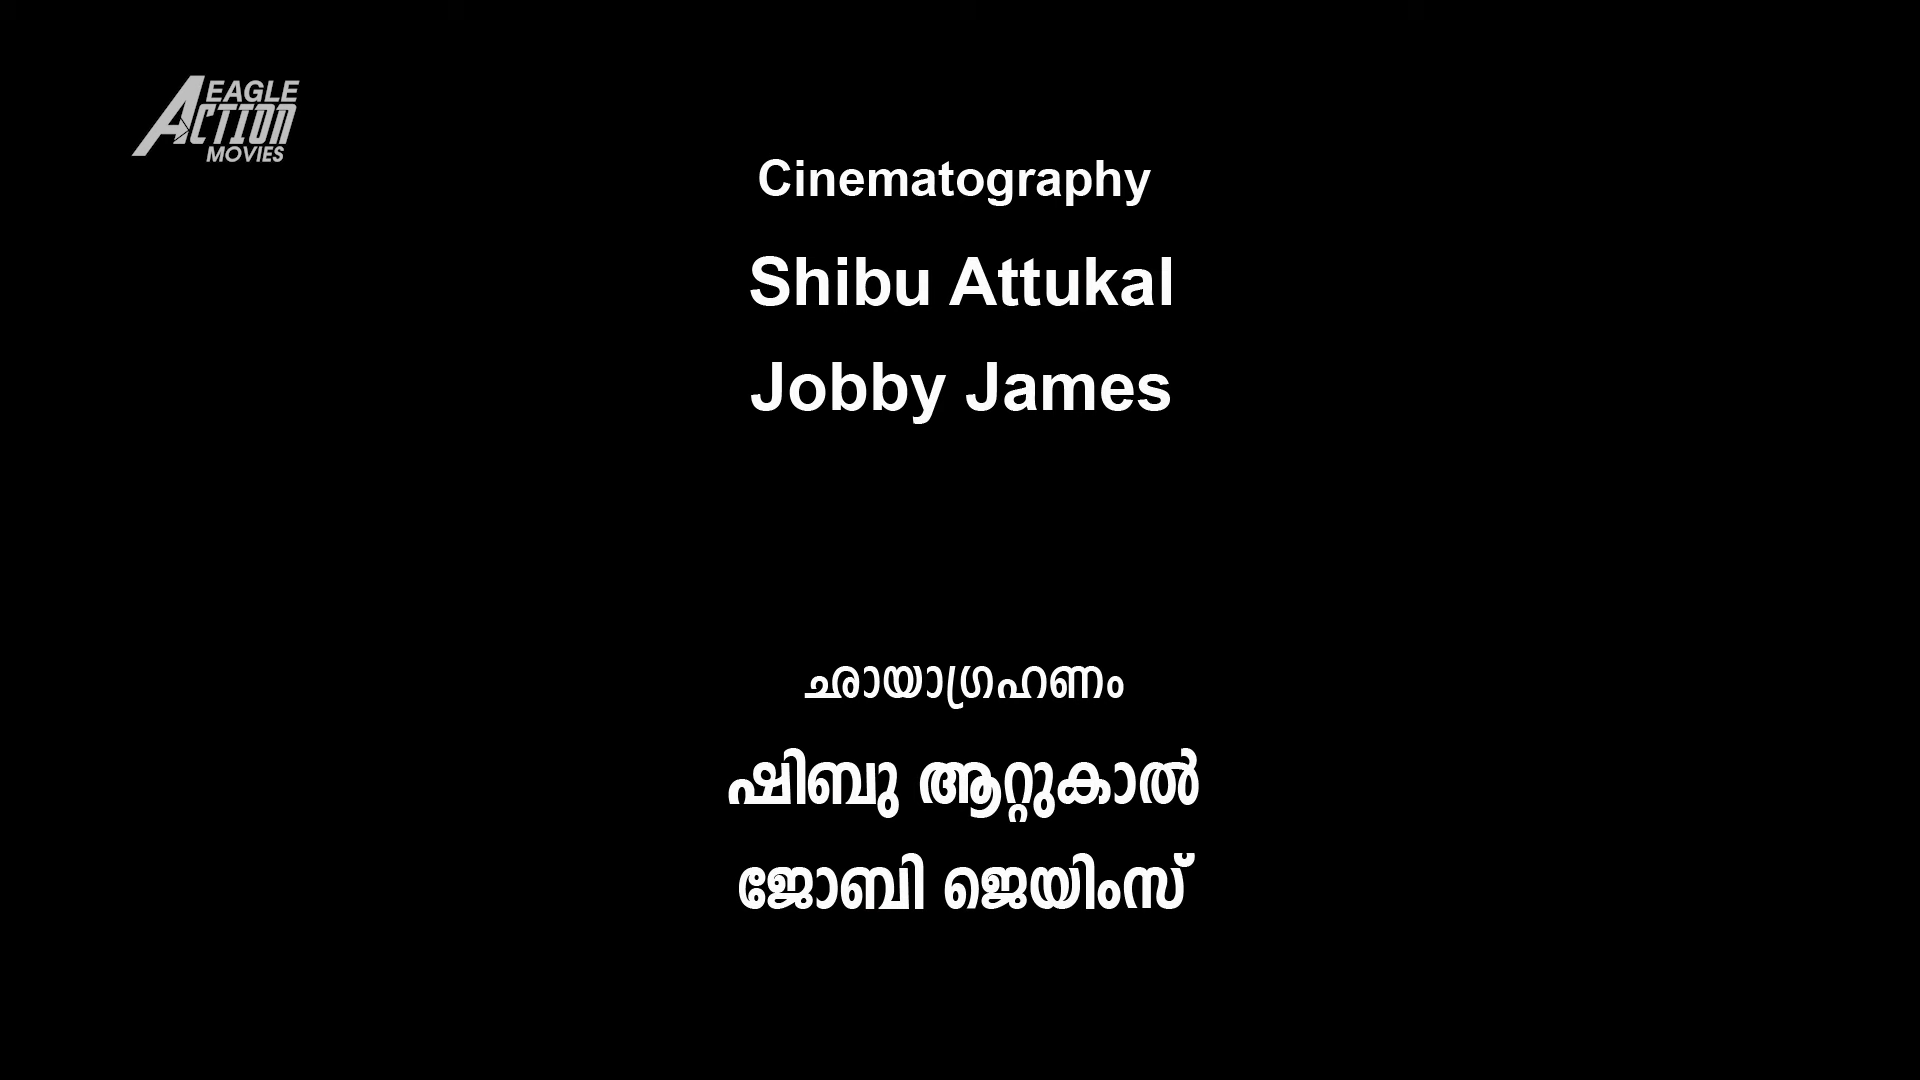 EAGLE
ACTION
MOVIES
Cinematography
Shibu Attukal
Jobby James
ഛായാഗ്രഹണം
ഷിബു ആറ്റുകാൽ
ജോബി ജെയിംസ്